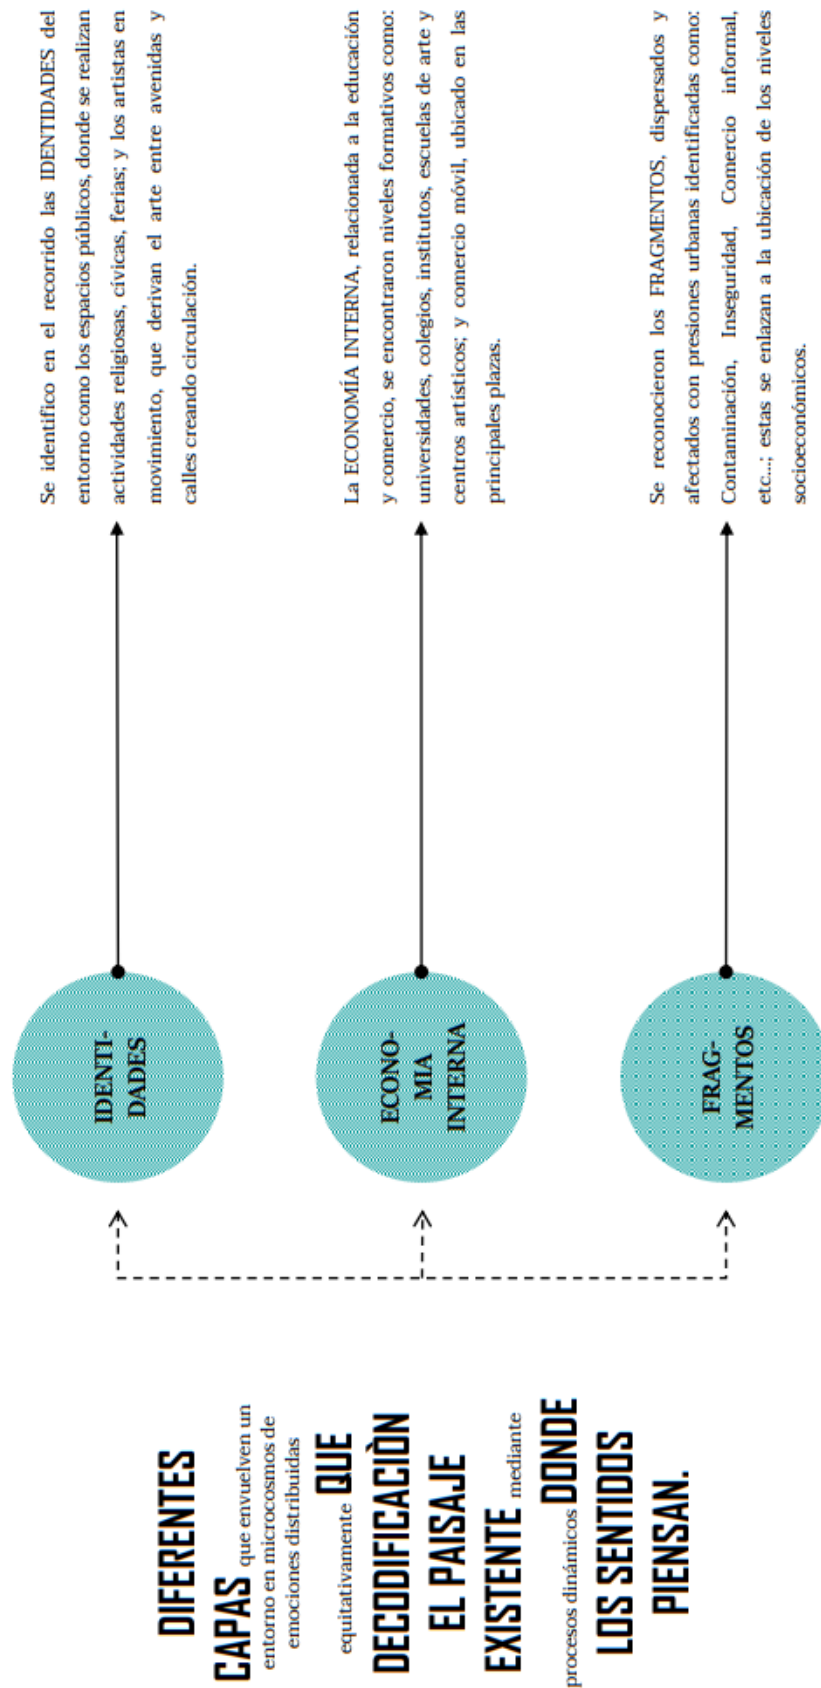 DIFERENTES
CAPAS que envuelven un
entorno en microcosmos de
emociones distribuidas
equitativamente QUE
DECODIFICACIÒN
EL PAISAJE
EXISTENTE mediante
procesos dinámicos DONDE
LOS SENTIDOS
PIENSAN.
IDENTI-
DADES
Se identifico en el recorrido las IDENTIDADES del
entorno como los espacios públicos, donde se realizan
actividades religiosas, cívicas, ferias; y los artistas en
movimiento, que derivan el arte entre avenidas y
calles creando circulación.
ECONO-
MIA
INTERNA
La ECONOMÍA INTERNA, relacionada a la educación
y comercio, se encontraron niveles formativos como:
universidades, colegios, institutos, escuelas de arte y
centros artísticos; y comercio móvil, ubicado en las
principales plazas.
FRAG-
MENTOS
Se reconocieron los FRAGMENTOS, dispersados y
afectados con presiones urbanas identificadas como:
Contaminación, Inseguridad, Comercio informal,
etc...; estas se enlazan a la ubicación de los niveles
socioeconómicos.